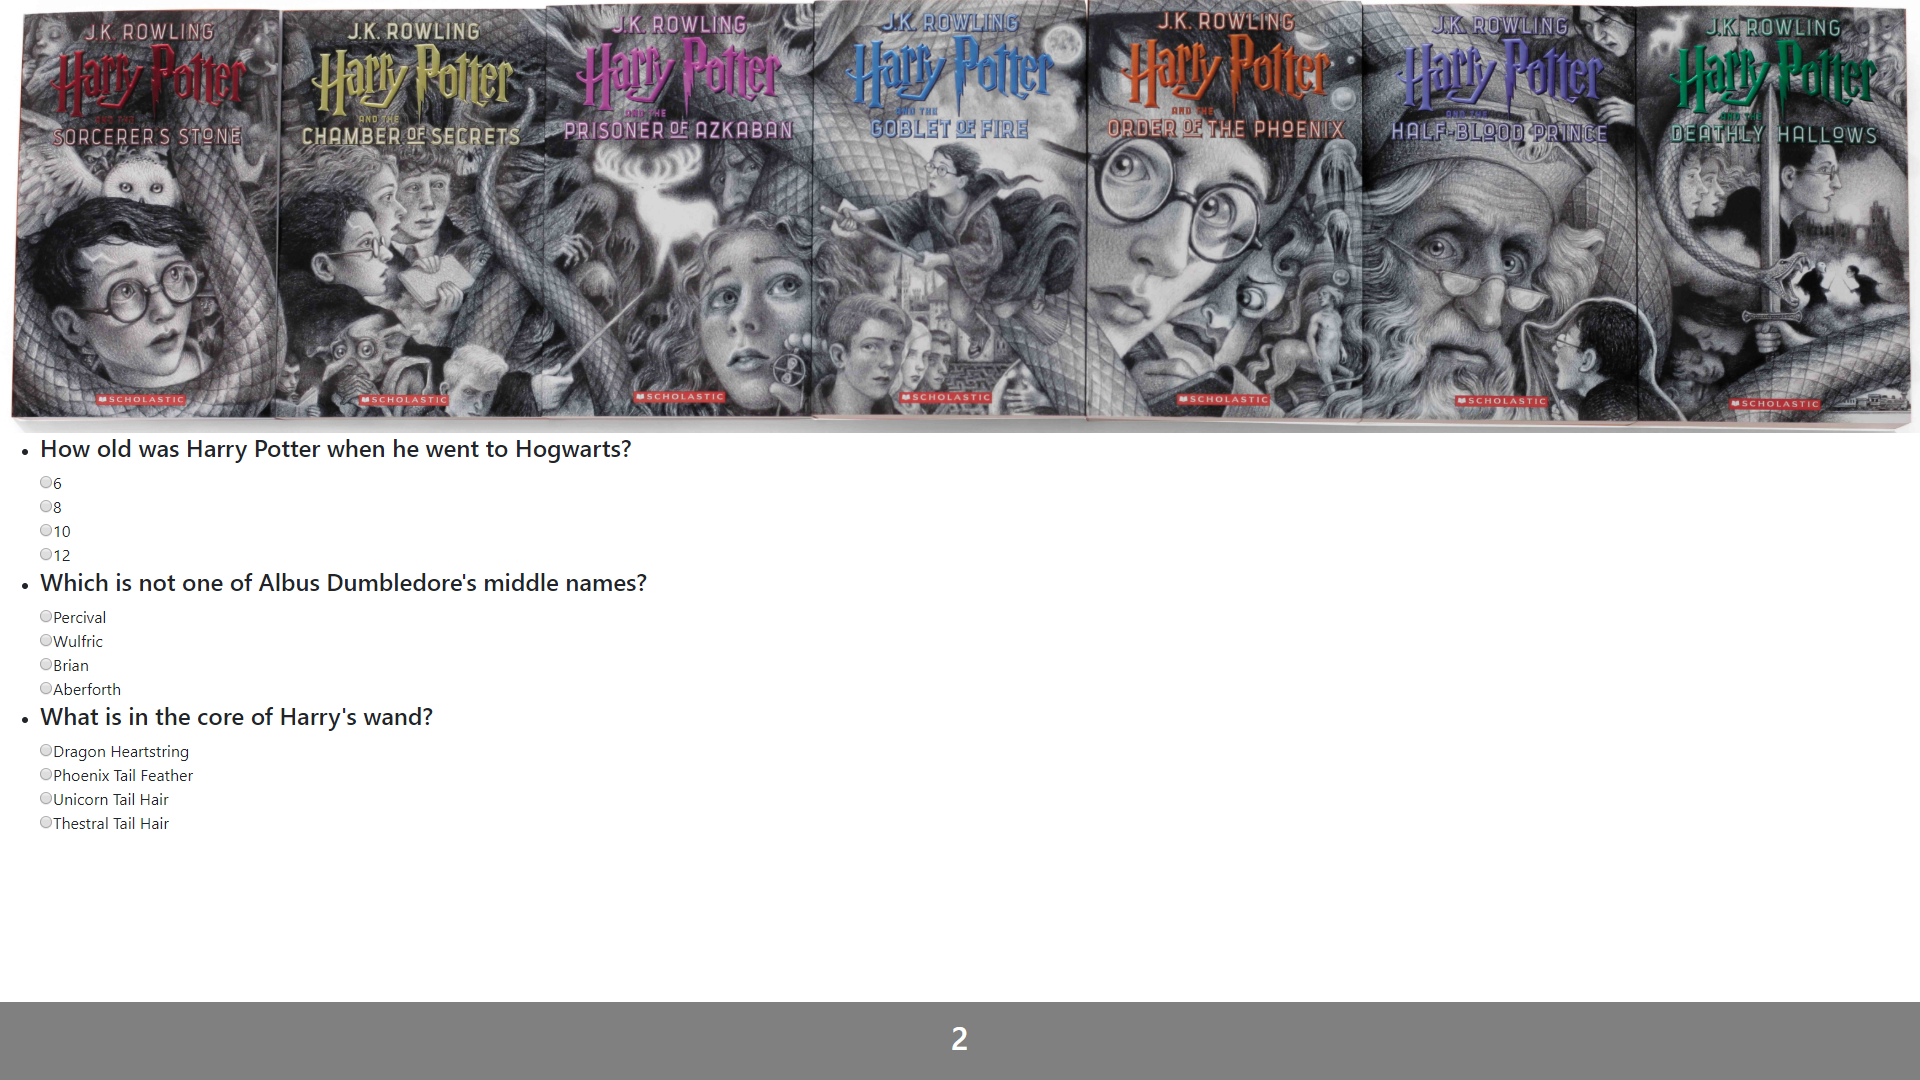 J.K. ROWLING
Harry Potter
AND THE
SORCERER'S STONE
SCHOLASTIC
J.K. ROWLING
Harry Potter
AND THE
CHAMBER OF SECRETS
SCHOLASTIC
J.K. ROWLING
Harry Potter
AND THE
PRISONER OF AZKABAN
SCHOLASTIC
J.K. ROWLING
Harry Potter
AND THE
GOBLET OF FIRE
SCHOLASTIC
J.K. ROWLING
Harry Potter
AND THE
ORDER OF THE PHOENIX
SCHOLASTIC
J.K. ROWLING
Harry Potter
AND THE
HALF-BLOOD PRINCE
SCHOLASTIC
J.K. ROWLING
Harry Potter
AND THE
DEATHLY HALLOWS
SCHOLASTIC
How old was Harry Potter when he went to Hogwarts?
6
8
10
12
Which is not one of Albus Dumbledore's middle names?
Percival
Wulfric
Brian
Aberforth
What is in the core of Harry's wand?
Dragon Heartstring
Phoenix Tail Feather
Unicorn Tail Hair
Thestral Tail Hair
2